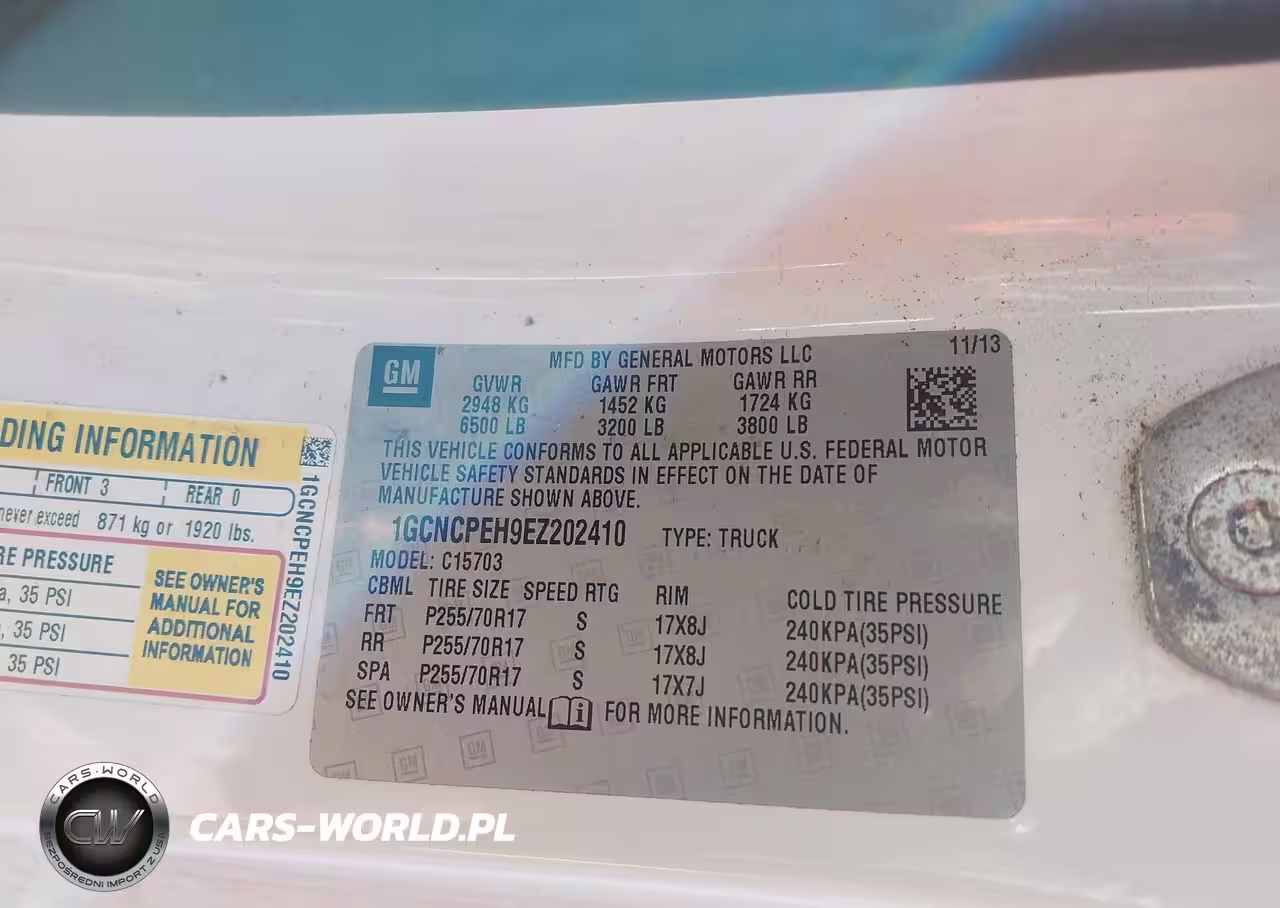 DING INFORMATION
FRONT 3 REAR 0
never exceed 871 kg or 1920 lbs.
RE PRESSURE
a, 35 PSI
, 35 PSI
35 PSI
SEE OWNER'S
MANUAL FOR
ADDITIONAL
INFORMATION
1GCNCPEH9EZ202410
GM
MFD BY GENERAL MOTORS LLC 11/13
GVWR GAWR FRT GAWR RR
2948 KG 1452 KG 1724 KG
6500 LB 3200 LB 3800 LB
THIS VEHICLE CONFORMS TO ALL APPLICABLE U.S. FEDERAL MOTOR
VEHICLE SAFETY STANDARDS IN EFFECT ON THE DATE OF
MANUFACTURE SHOWN ABOVE.
1GCNCPEH9EZ202410 TYPE: TRUCK
MODEL: C15703
CBML TIRE SIZE SPEED RTG RIM COLD TIRE PRESSURE
FRT P255/70R17 S 17X8J 240KPA(35PSI)
RR P255/70R17 S 17X8J 240KPA(35PSI)
SPA P255/70R17 S 17X7J 240KPA(35PSI)
SEE OWNER'S MANUAL FOR MORE INFORMATION.
CARS-WORLD
CW
BEZPOŚREDNI IMPORT Z USA
CARS-WORLD.PL